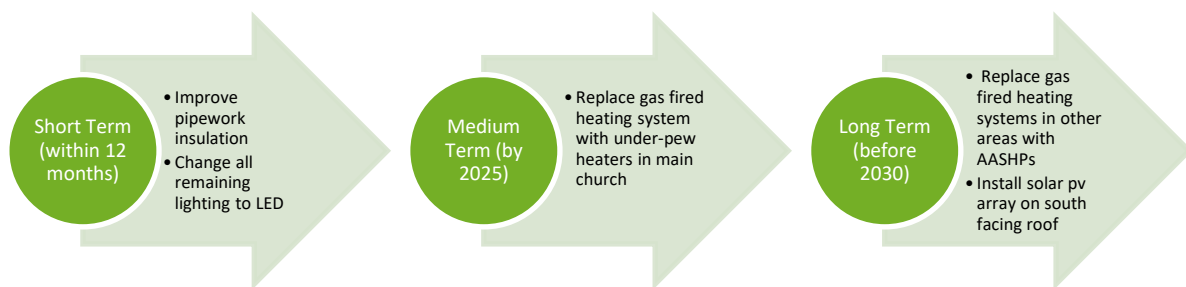 Short Term
(within 12
months)
• Improve
pipework
insulation
• Change all
remaining
lighting to LED
Medium
Term (by
2025)
• Replace gas fired
heating system
with under-pew
heaters in main
church
Long Term
(before
2030)
• Replace gas
fired heating
systems in other
areas with
AASHPs
• Install solar pv
array on south
facing roof